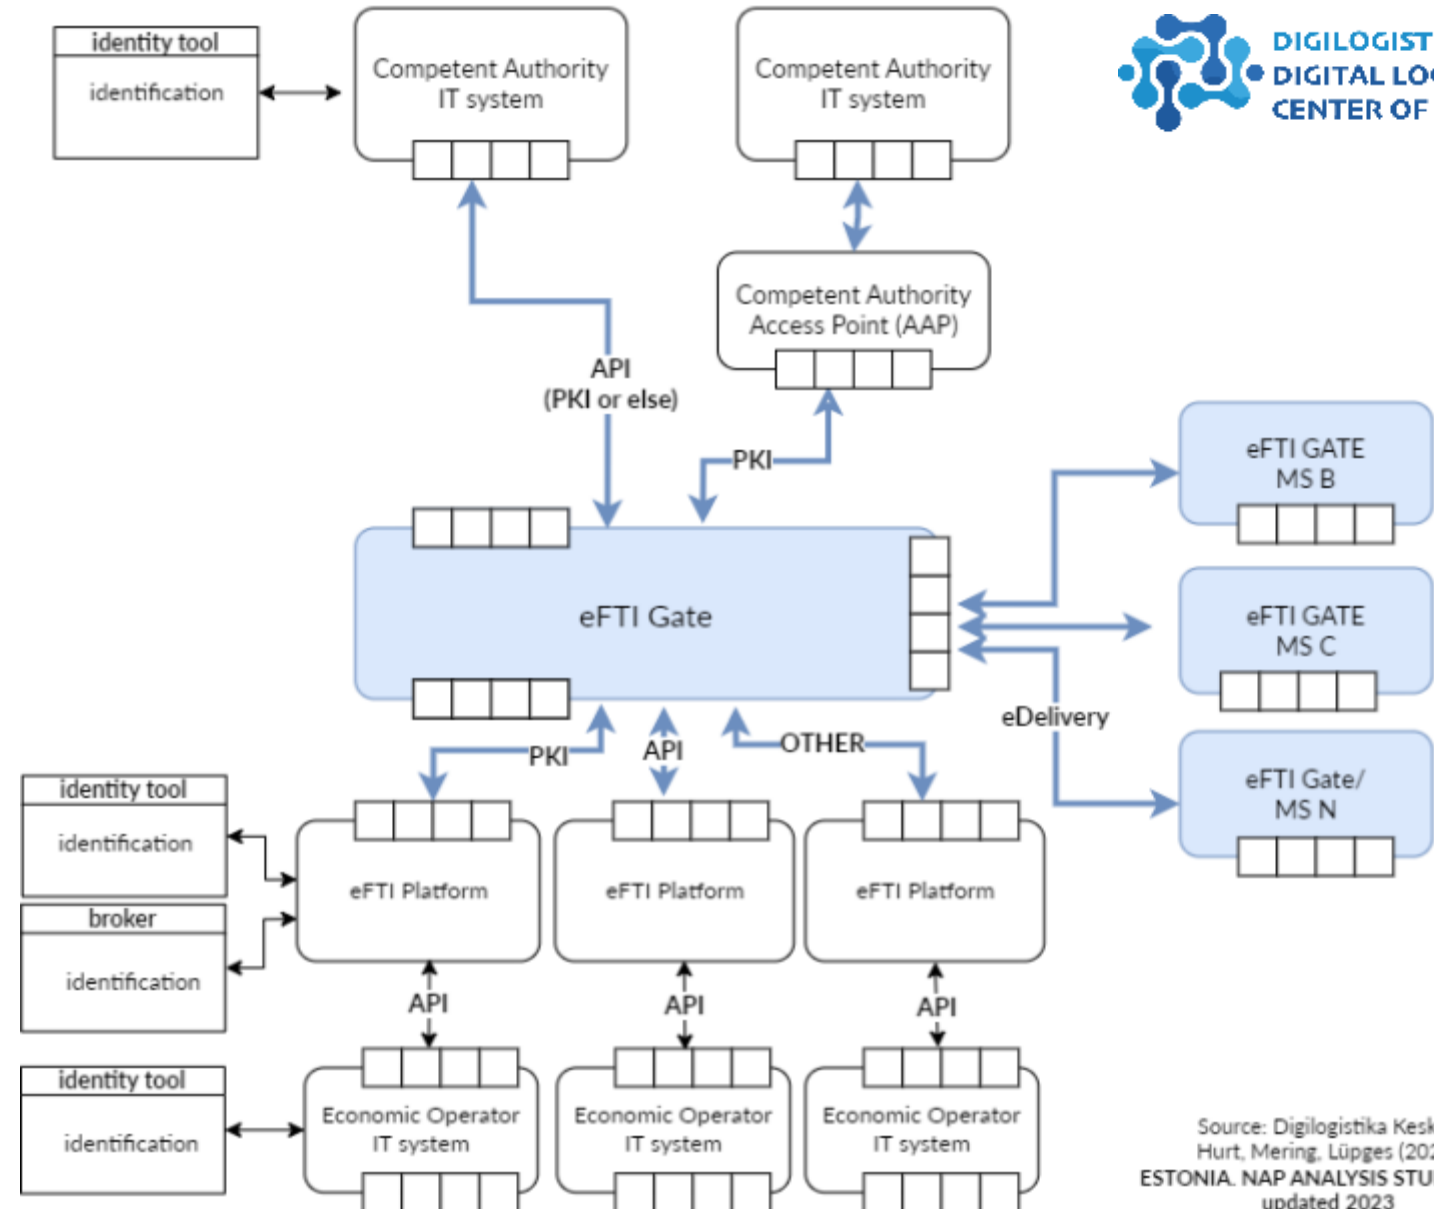 identity tool
identification
Competent Authority
IT system
Competent Authority
IT system
DIGILOGIST
DIGITAL LO
CENTER OF
Competent Authority
Access Point (AAP)
API
(PKI or else)
PKI
eFTI GATE
MS B
eFTI Gate
eFTI GATE
MS C
eDelivery
PKI
API
OTHER
eFTI Gate/
MS N
identity tool
identification
broker
identification
eFTI Platform
eFTI Platform
eFTI Platform
API
API
API
identity tool
identification
Economic Operator
IT system
Economic Operator
IT system
Economic Operator
IT system
Source: Digilogistika Kesk
Hurt, Mering, Lüpges (202
ESTONIA. NAP ANALYSIS STU
updated 2023